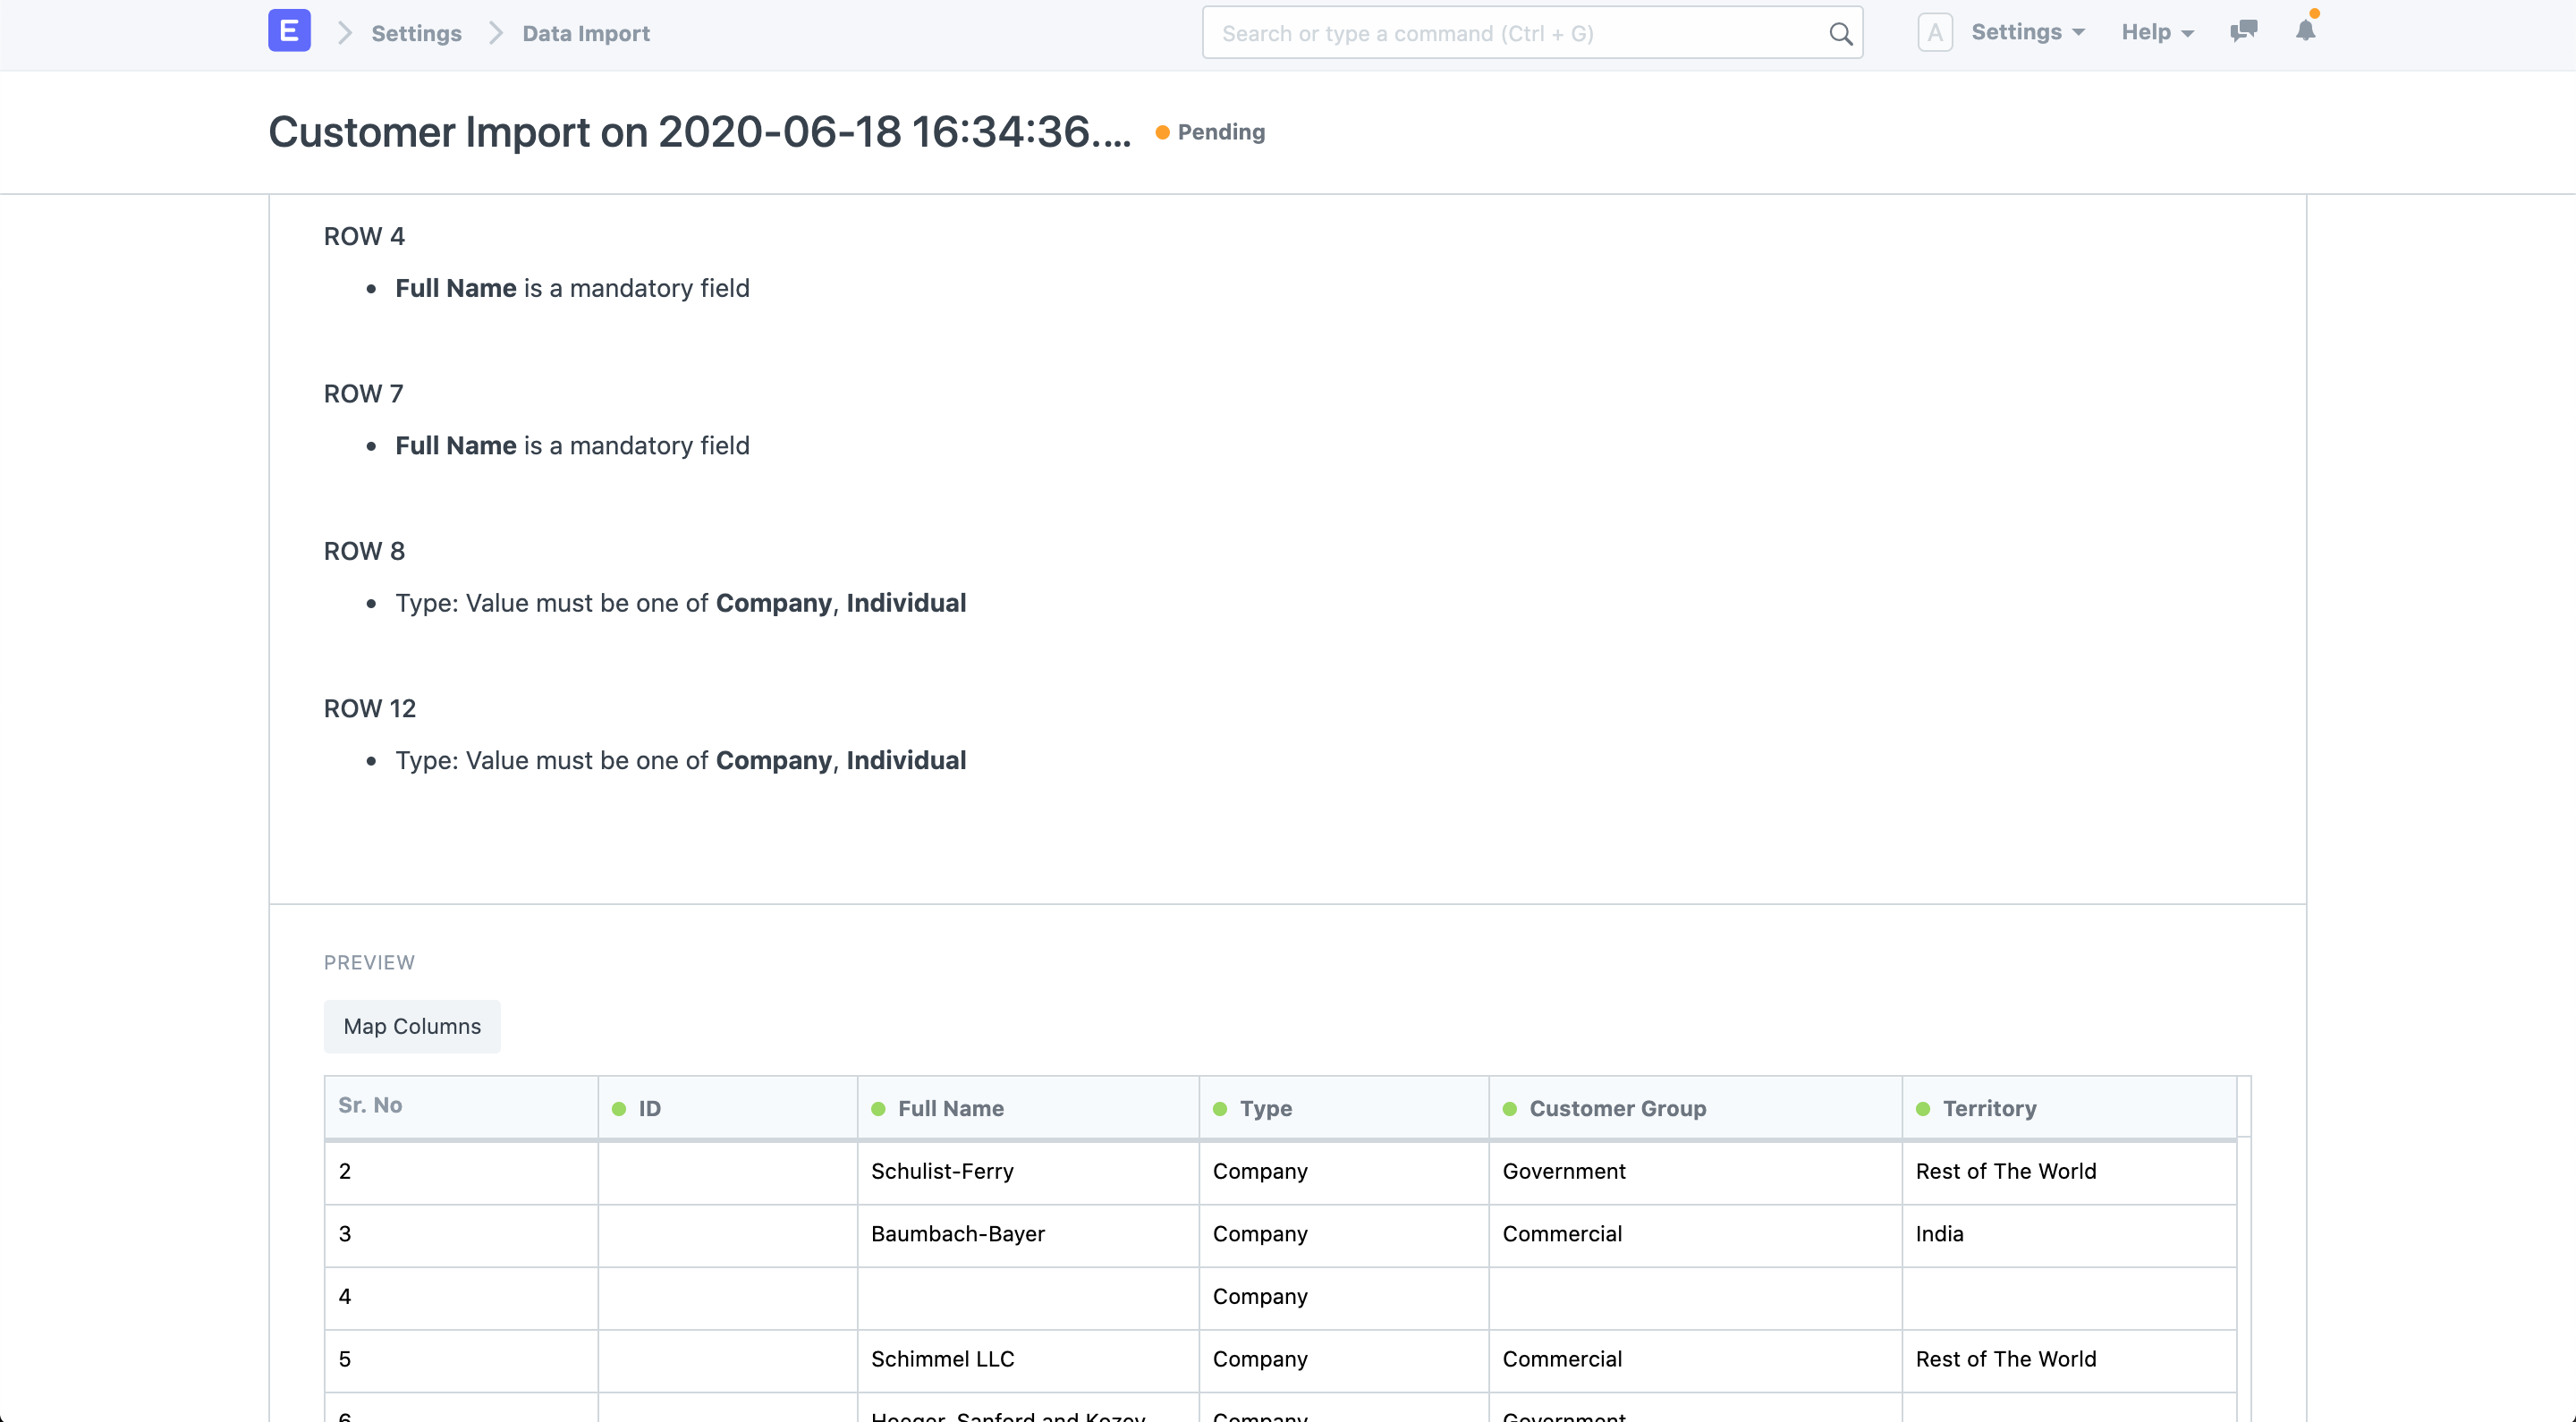 E Settings Data Import Search or type a command (Ctrl + G) A Settings Help
Customer Import on 2020-06-18 16:34:36.... Pending
ROW 4
• Full Name is a mandatory field
ROW 7
• Full Name is a mandatory field
ROW 8
• Type: Value must be one of Company, Individual
ROW 12
• Type: Value must be one of Company, Individual
PREVIEW
Map Columns
Sr. No ID Full Name Type Customer Group Territory
2 Schulist-Ferry Company Government Rest of The World
3 Baumbach-Bayer Company Commercial India
4 Company
5 Schimmel LLC Company Commercial Rest of The World
6 Hoeger, Sanford and Kozey Company Government